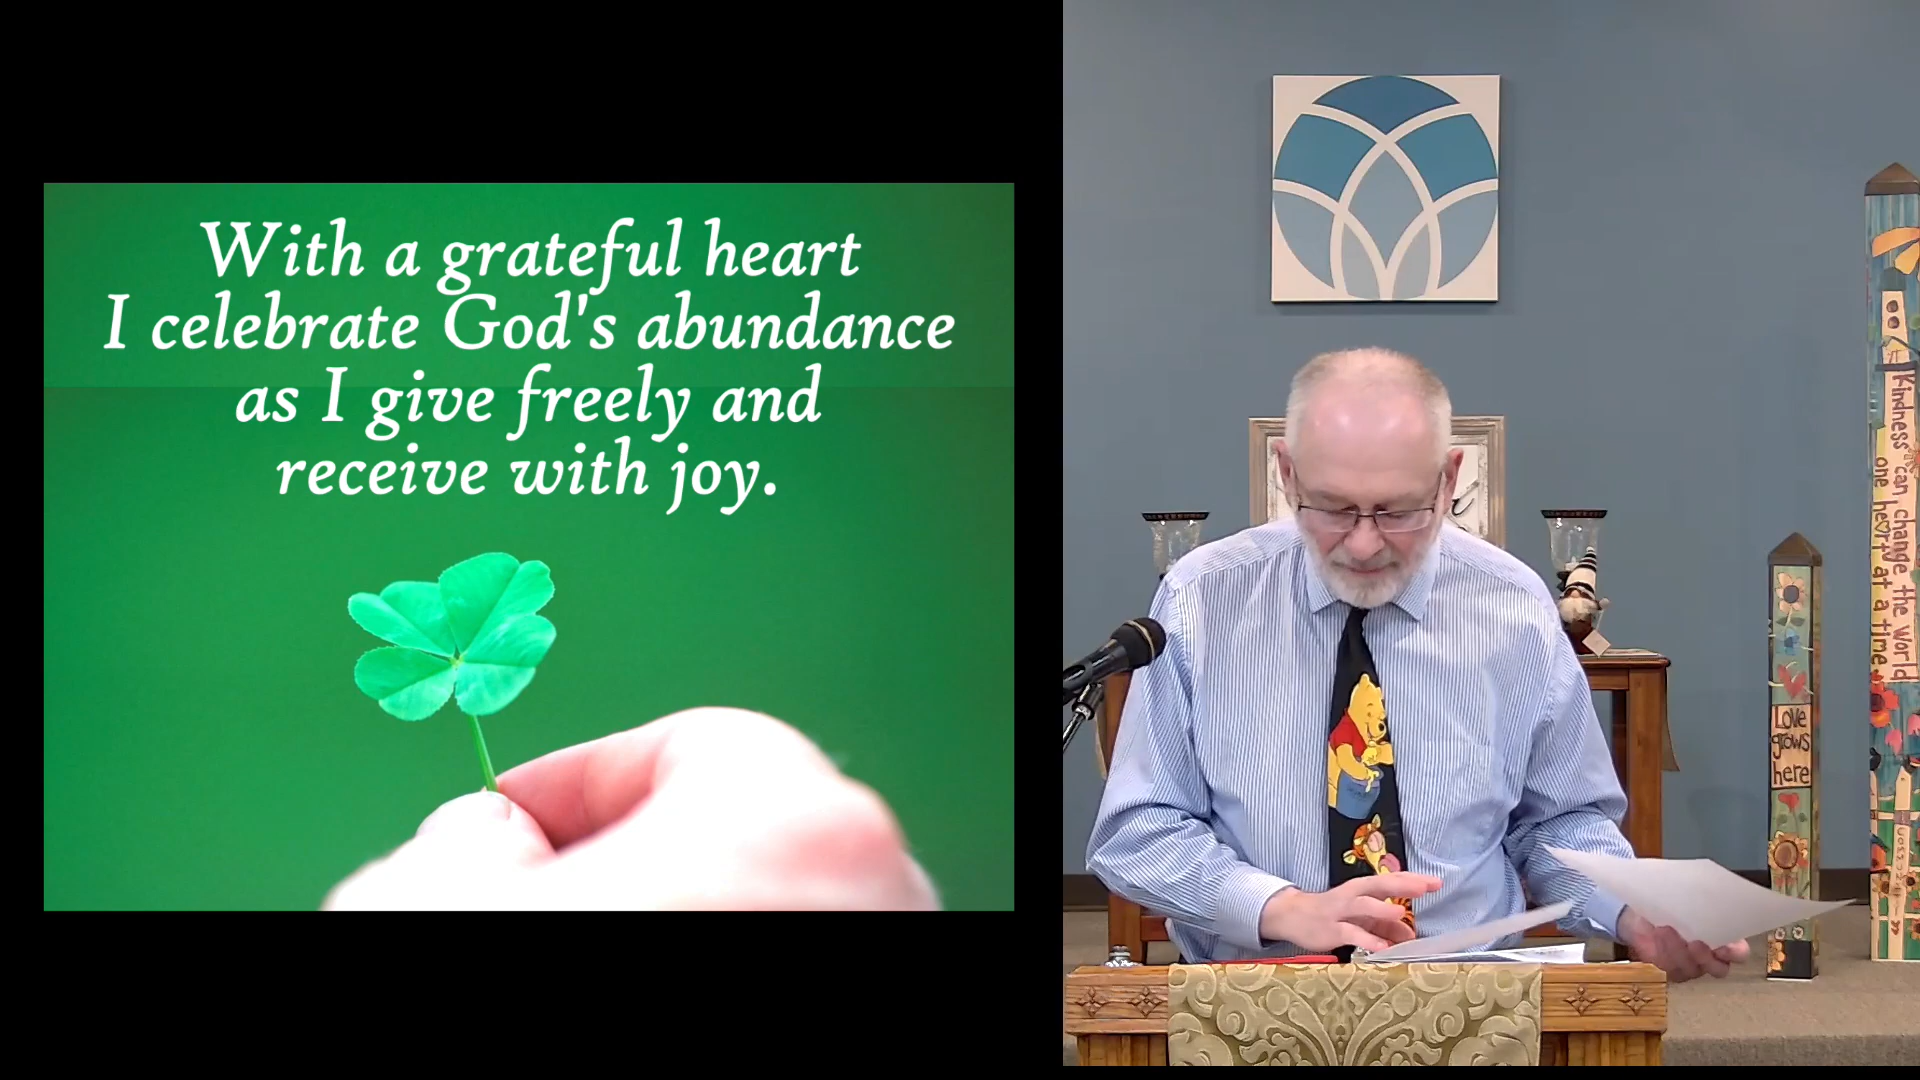 With a grateful heart
I celebrate God's abundance
as I give freely and
receive with joy.
Kindness can change the world
one heart at a time.
Love
grows
here